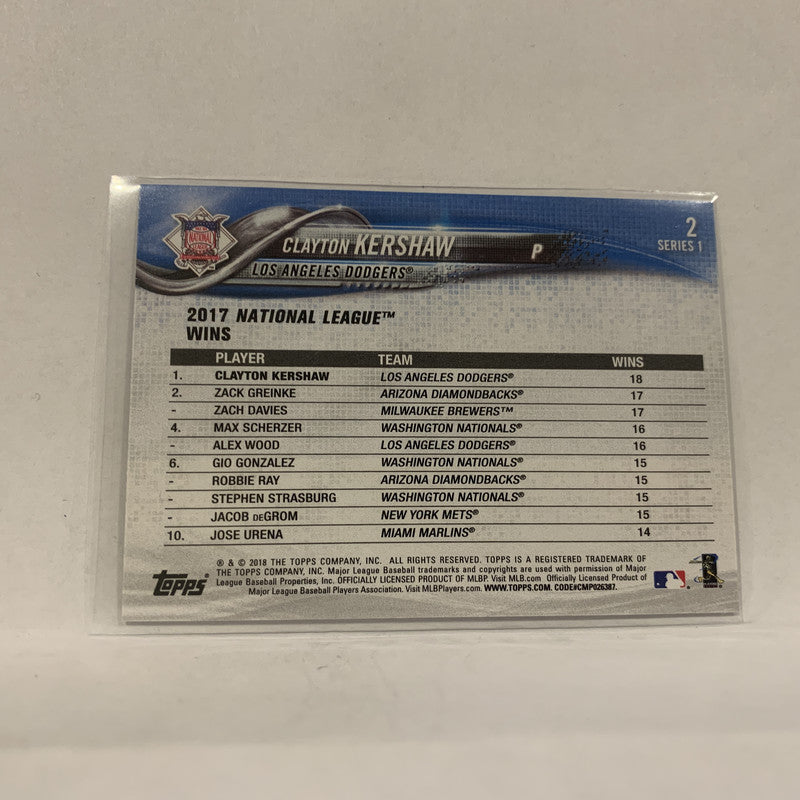 2
SERIES 1
NATIONAL
CLAYTON KERSHAW P
LOS ANGELES DODGERS®
2017 NATIONAL LEAGUE™
WINS
PLAYER TEAM WINS
1. CLAYTON KERSHAW LOS ANGELES DODGERS® 18
2. ZACK GREINKE ARIZONA DIAMONDBACKS® 17
- ZACH DAVIES MILWAUKEE BREWERS™ 17
4. MAX SCHERZER WASHINGTON NATIONALS® 16
- ALEX WOOD LOS ANGELES DODGERS® 16
6. GIO GONZALEZ WASHINGTON NATIONALS® 15
- ROBBIE RAY ARIZONA DIAMONDBACKS® 15
- STEPHEN STRASBURG WASHINGTON NATIONALS® 15
- JACOB DEGROM NEW YORK METS® 15
10. JOSE URENA MIAMI MARLINS® 14
® & © 2018 THE TOPPS COMPANY, INC. ALL RIGHTS RESERVED. TOPPS IS A REGISTERED TRADEMARK OF
THE TOPPS COMPANY, INC. Major League Baseball trademarks and copyrights are used with permission of Major
League Baseball Properties, Inc. OFFICIALLY LICENSED PRODUCT OF MLBP. Visit MLB.com Officially Licensed Product of
Major League Baseball Players Association. Visit MLBPlayers.com. WWW.TOPPS.COM. CODE#CMP026387.
Topps®